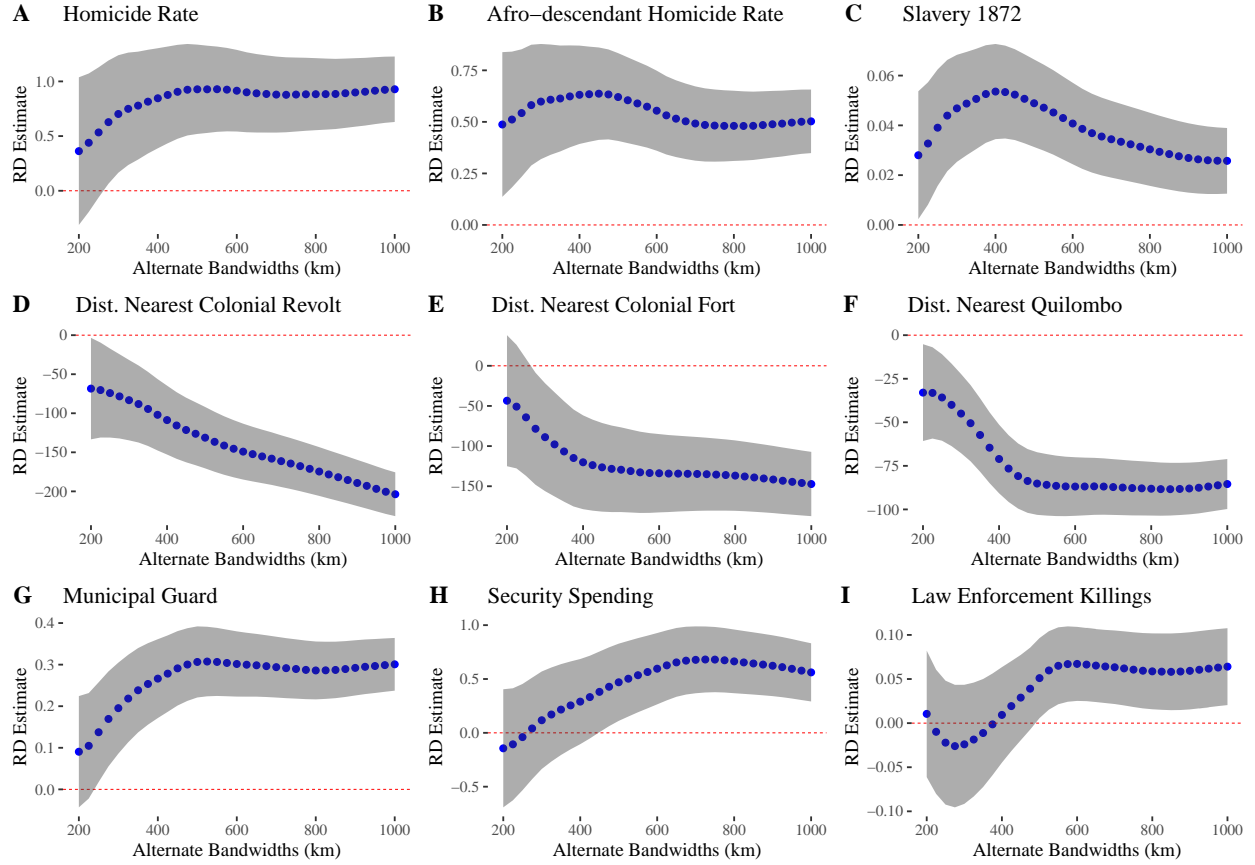 A Homicide Rate
RD Estimate
1.0
0.5
0.0
200 400 600 800 1000
Alternate Bandwidths (km)
B Afro−descendant Homicide Rate
RD Estimate
0.75
0.50
0.25
0.00
200 400 600 800 1000
Alternate Bandwidths (km)
C Slavery 1872
RD Estimate
0.06
0.04
0.02
0.00
200 400 600 800 1000
Alternate Bandwidths (km)
D Dist. Nearest Colonial Revolt
RD Estimate
0
−50
−100
−150
−200
200 400 600 800 1000
Alternate Bandwidths (km)
E Dist. Nearest Colonial Fort
RD Estimate
0
−50
−100
−150
200 400 600 800 1000
Alternate Bandwidths (km)
F Dist. Nearest Quilombo
RD Estimate
0
−25
−50
−75
−100
200 400 600 800 1000
Alternate Bandwidths (km)
G Municipal Guard
RD Estimate
0.4
0.3
0.2
0.1
0.0
200 400 600 800 1000
Alternate Bandwidths (km)
H Security Spending
RD Estimate
1.0
0.5
0.0
−0.5
200 400 600 800 1000
Alternate Bandwidths (km)
I Law Enforcement Killings
RD Estimate
0.10
0.05
0.00
−0.05
−0.10
200 400 600 800 1000
Alternate Bandwidths (km)